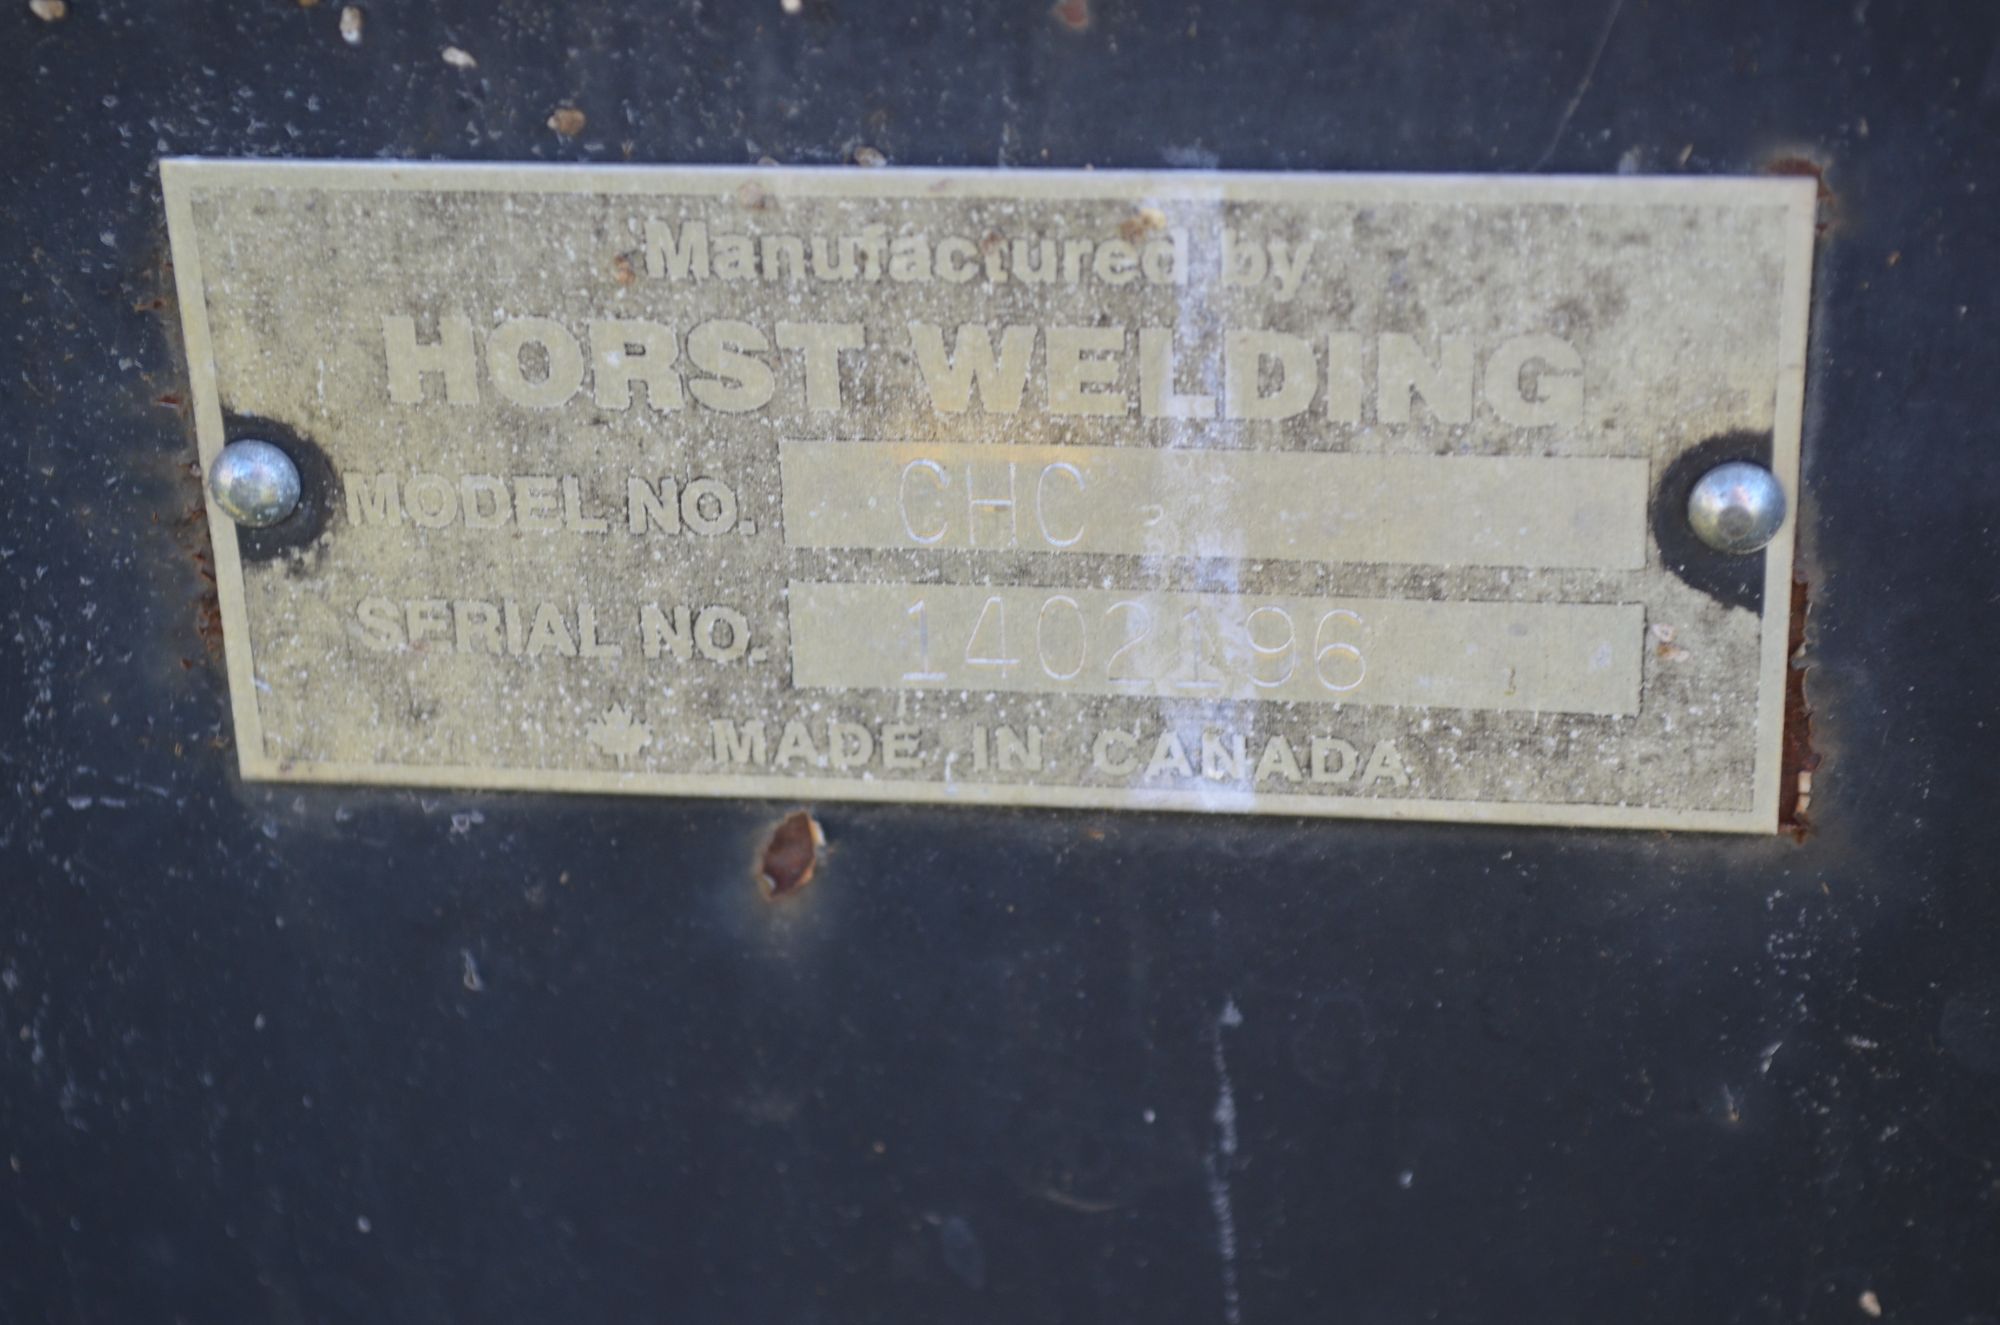 Manufactured by
HORST WELDING
MODEL NO. CHC
SERIAL NO. 1402196
MADE IN CANADA